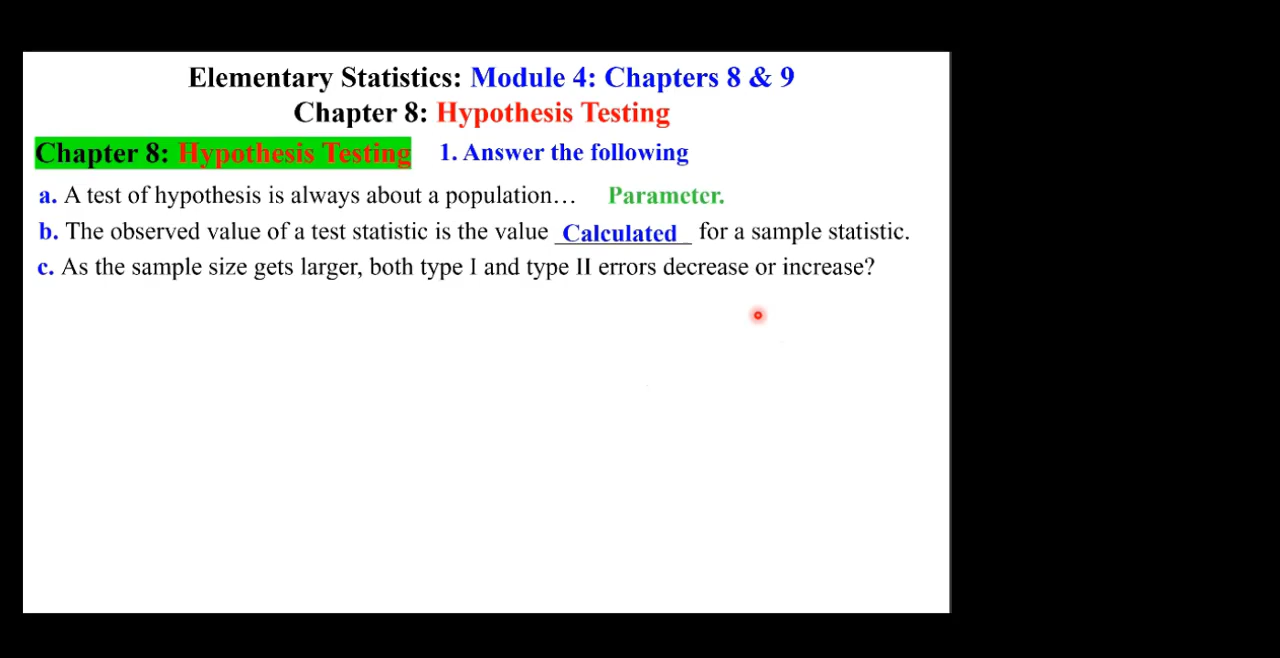 Elementary Statistics: Module 4: Chapters 8 & 9
Chapter 8: Hypothesis Testing
Chapter 8: Hypothesis Testing 1. Answer the following
a. A test of hypothesis is always about a population… Parameter.
b. The observed value of a test statistic is the value _Calculated_ for a sample statistic.
c. As the sample size gets larger, both type I and type II errors decrease or increase?